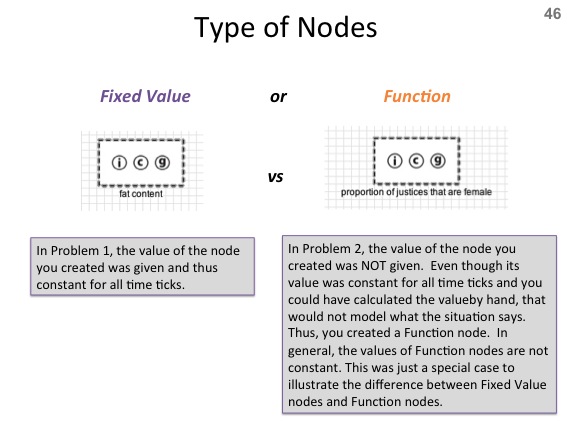 46
Type of Nodes
Fixed Value or Function
i c g
fat content
vs
i c g
proportion of justices that are female
In Problem 1, the value of the node
you created was given and thus
constant for all time ticks.
In Problem 2, the value of the node you
created was NOT given.  Even though its
value was constant for all time ticks and you
could have calculated the valueby hand, that
would not model what the situation says.
Thus, you created a Function node.  In
general, the values of Function nodes are not
constant. This was just a special case to
illustrate the difference between Fixed Value
nodes and Function nodes.